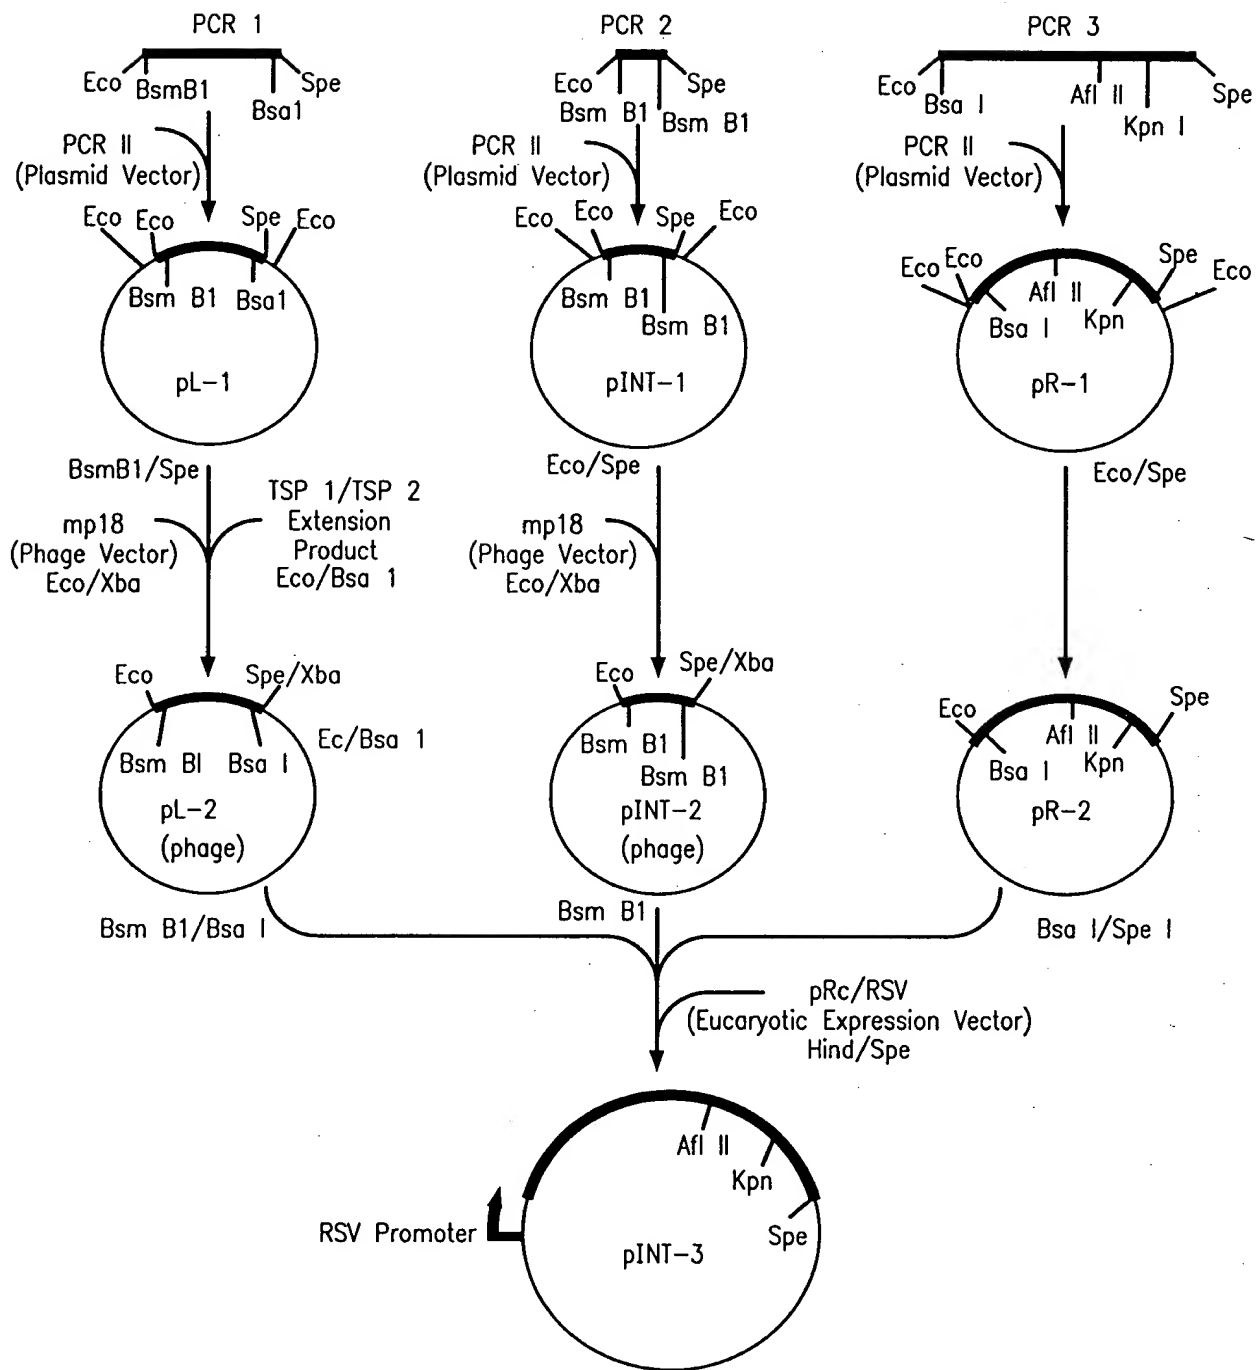 PCR 1
Eco
BsmB1
Bsa1
Spe
PCR II
(Plasmid Vector)
Eco
Eco
Spe
Eco
Bsm B1
Bsa1
pL-1
BsmB1/Spe
mp18
(Phage Vector)
Eco/Xba
TSP 1/TSP 2
Extension
Product
Eco/Bsa 1
Eco
Spe/Xba
Bsm BI
Bsa I
Ec/Bsa 1
pL-2
(phage)
Bsm B1/Bsa I
PCR 2
Eco
Spe
Bsm B1
Bsm B1
PCR II
(Plasmid Vector)
Eco
Eco
Spe
Eco
Bsm B1
Bsm B1
pINT-1
Eco/Spe
mp18
(Phage Vector)
Eco/Xba
Eco
Spe/Xba
Bsm B1
Bsm B1
pINT-2
(phage)
Bsm B1
PCR 3
Eco
Bsa I
Afl II
Kpn I
Spe
PCR II
(Plasmid Vector)
Eco
Eco
Spe
Eco
Bsa I
Afl II
Kpn
pR-1
Eco/Spe
Eco
Spe
Bsa I
Afl II
Kpn
pR-2
Bsa I/Spe I
pRc/RSV
(Eucaryotic Expression Vector)
Hind/Spe
Afl II
Kpn
Spe
RSV Promoter
pINT-3